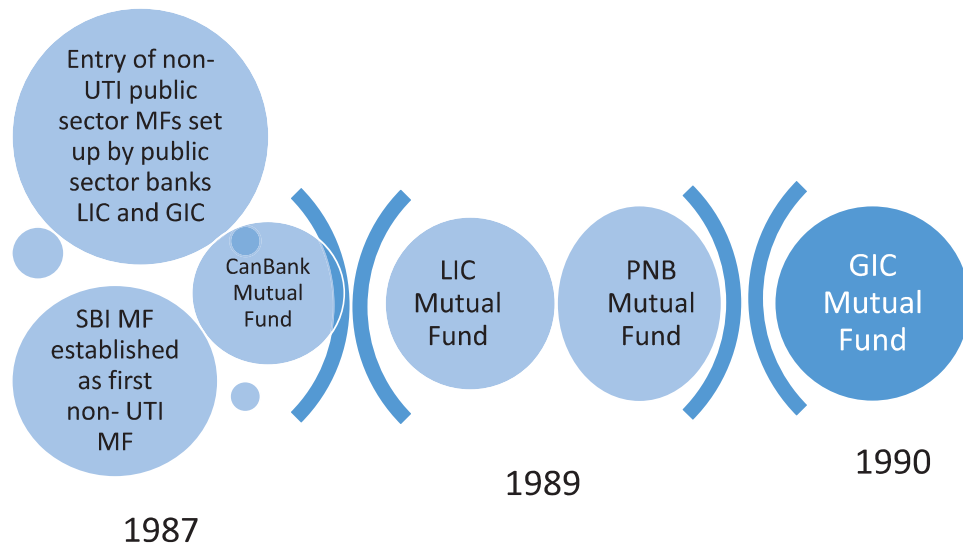 Entry of non-
UTI public
sector MFs set
up by public
sector banks
LIC and GIC
SBI MF
established
as first
non- UTI
MF
CanBank
Mutual
Fund
1987
LIC
Mutual
Fund
PNB
Mutual
Fund
1989
GIC
Mutual
Fund
1990